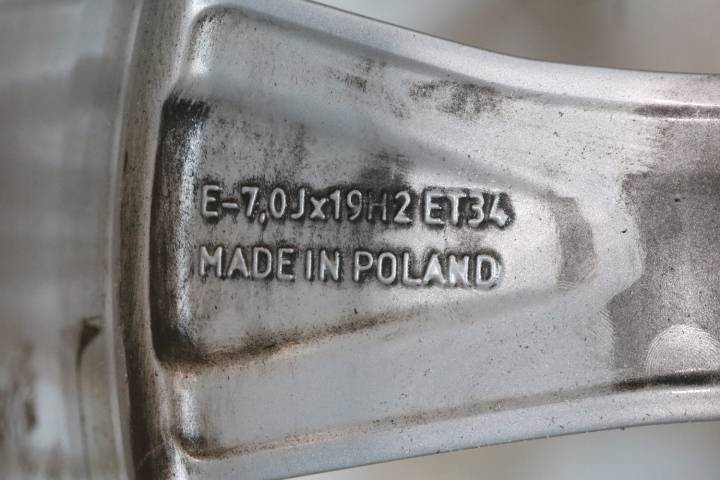 E-7,0Jx19H2 ET34
MADE IN POLAND